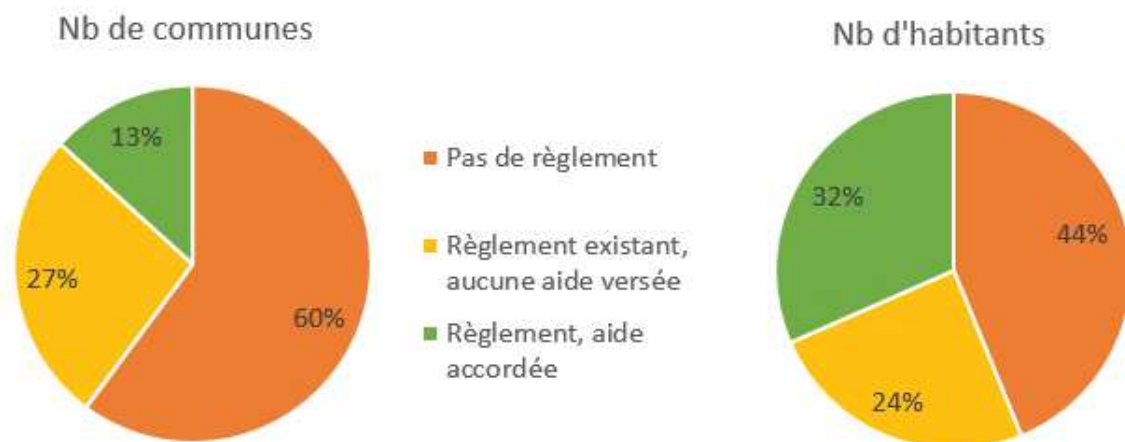 Nb de communes
13%
27%
60%
Pas de règlement
Règlement existant,
aucune aide versée
Règlement, aide
accordée
Nb d'habitants
32%
44%
24%